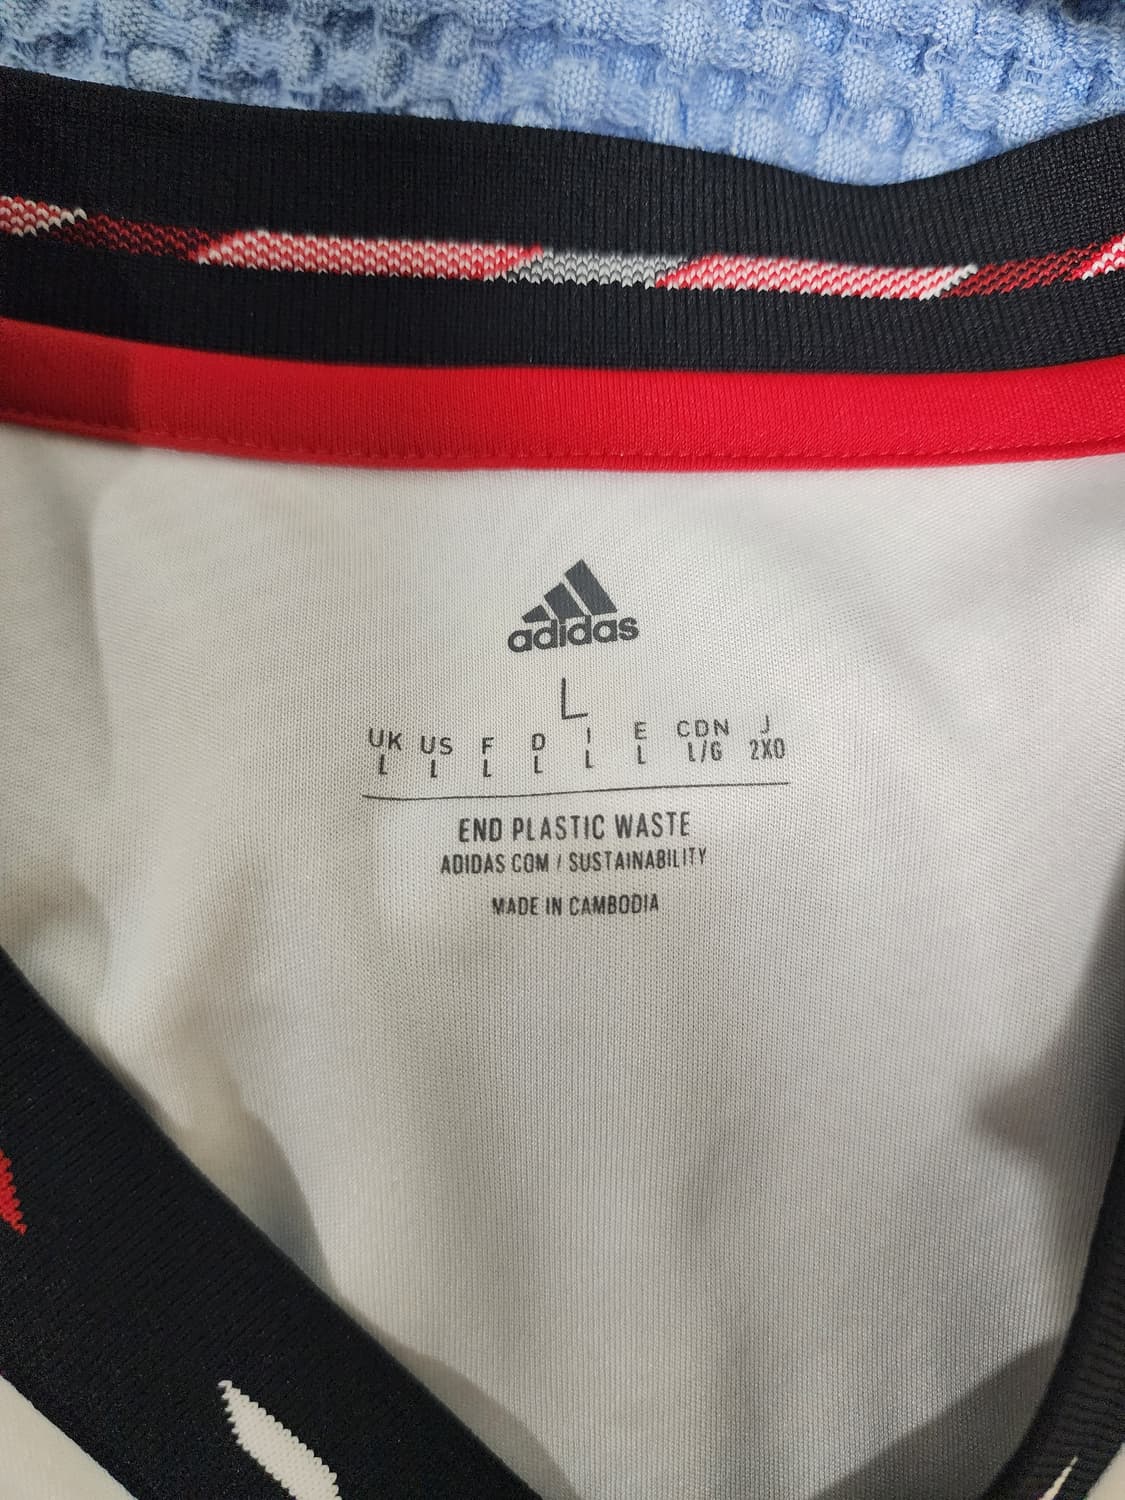 adidas
L
UK US F D I E CDN J
L L L L L L L/G 2XO
END PLASTIC WASTE
ADIDAS.COM / SUSTAINABILITY
MADE IN CAMBODIA